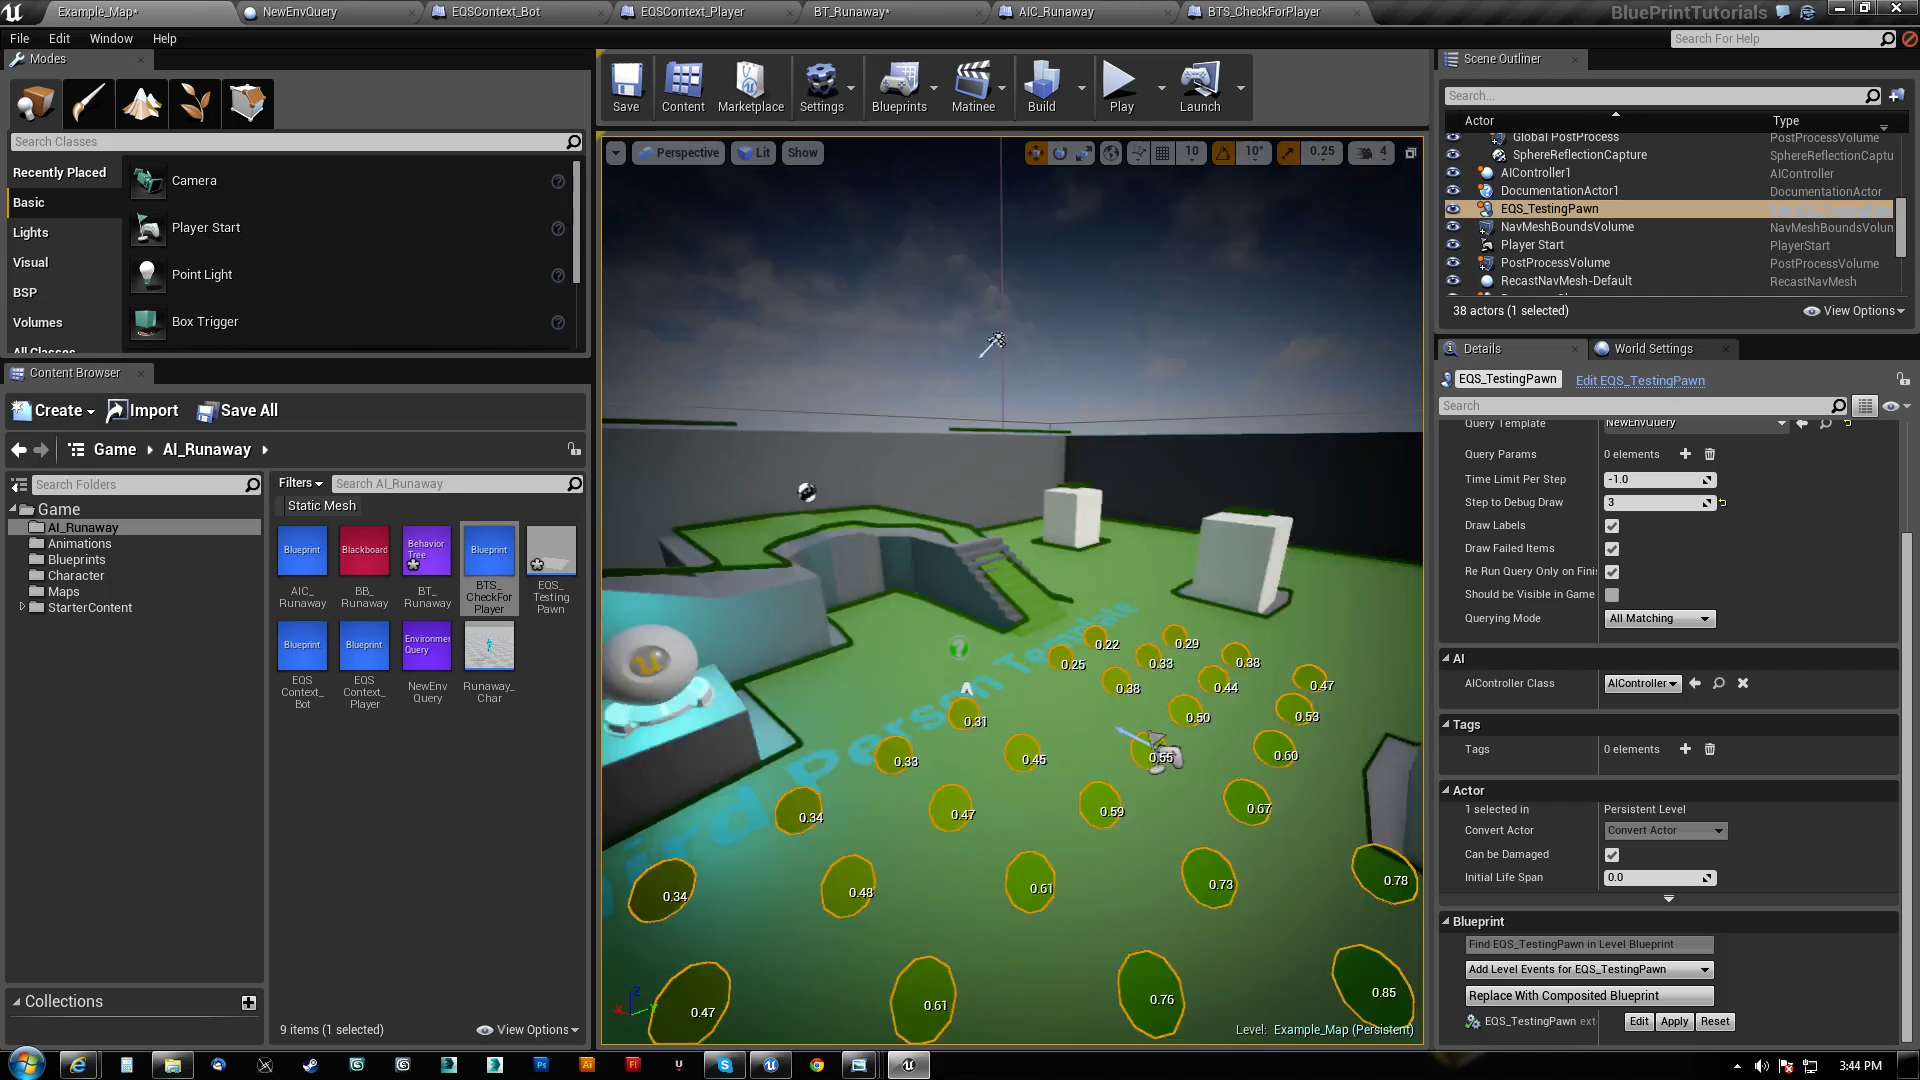 Example_Map*
NewEnvQuery
EQSContext_Bot
EQSContext_Player
BT_Runaway*
AIC_Runaway
BTS_CheckForPlayer
BluePrintTutorials
File Edit Window Help
Search For Help
Modes
Search Classes
Recently Placed
Basic
Lights
Visual
BSP
Volumes
All Classes
Camera
Player Start
Point Light
Box Trigger
Content Browser
Create
Import
Save All
Game
AI_Runaway
Search Folders
Game
AI_Runaway
Animations
Blueprints
Character
Maps
StarterContent
Collections
Filters
Search AI_Runaway
Static Mesh
Blueprint
Blackboard
Behavior
Tree
Blueprint
AIC_
Runaway
BB_
Runaway
BT_
Runaway
BTS_
CheckFor
Player
EQS_
Testing
Pawn
Blueprint
Blueprint
Environme
Query
EQS
Context_
Bot
EQS
Context_
Player
NewEnv
Query
Runaway_
Char
9 items (1 selected)
View Options
Save
Content
Marketplace
Settings
Blueprints
Matinee
Build
Play
Launch
Perspective
Lit
Show
10
10°
0.25
4
Person Template
0.22
0.29
0.25
0.33
0.38
0.38
0.44
0.47
0.31
0.50
0.53
0.33
0.45
0.55
0.60
0.34
0.47
0.59
0.67
0.34
0.48
0.61
0.73
0.78
0.47
0.61
0.76
0.85
Z
X
Y
Level: Example_Map (Persistent)
Scene Outliner
Search...
Actor
Type
Global PostProcess
PostProcessVolume
SphereReflectionCapture
SphereReflectionCaptu
AIController1
AIController
DocumentationActor1
DocumentationActor
EQS_TestingPawn
NavMeshBoundsVolume
NavMeshBoundsVolun
Player Start
PlayerStart
PostProcessVolume
PostProcessVolume
RecastNavMesh-Default
RecastNavMesh
38 actors (1 selected)
View Options
Details
World Settings
EQS_TestingPawn
Edit EQS_TestingPawn
Search
Query Template
NewEnvQuery
Query Params
0 elements
Time Limit Per Step
-1.0
Step to Debug Draw
3
Draw Labels
Draw Failed Items
Re Run Query Only on Fini
Should be Visible in Game
Querying Mode
All Matching
AI
AIController Class
AIController
Tags
Tags
0 elements
Actor
1 selected in
Persistent Level
Convert Actor
Convert Actor
Can be Damaged
Initial Life Span
0.0
Blueprint
Find EQS_TestingPawn in Level Blueprint
Add Level Events for EQS_TestingPawn
Replace With Composited Blueprint
EQS_TestingPawn ext
Edit
Apply
Reset
3:44 PM